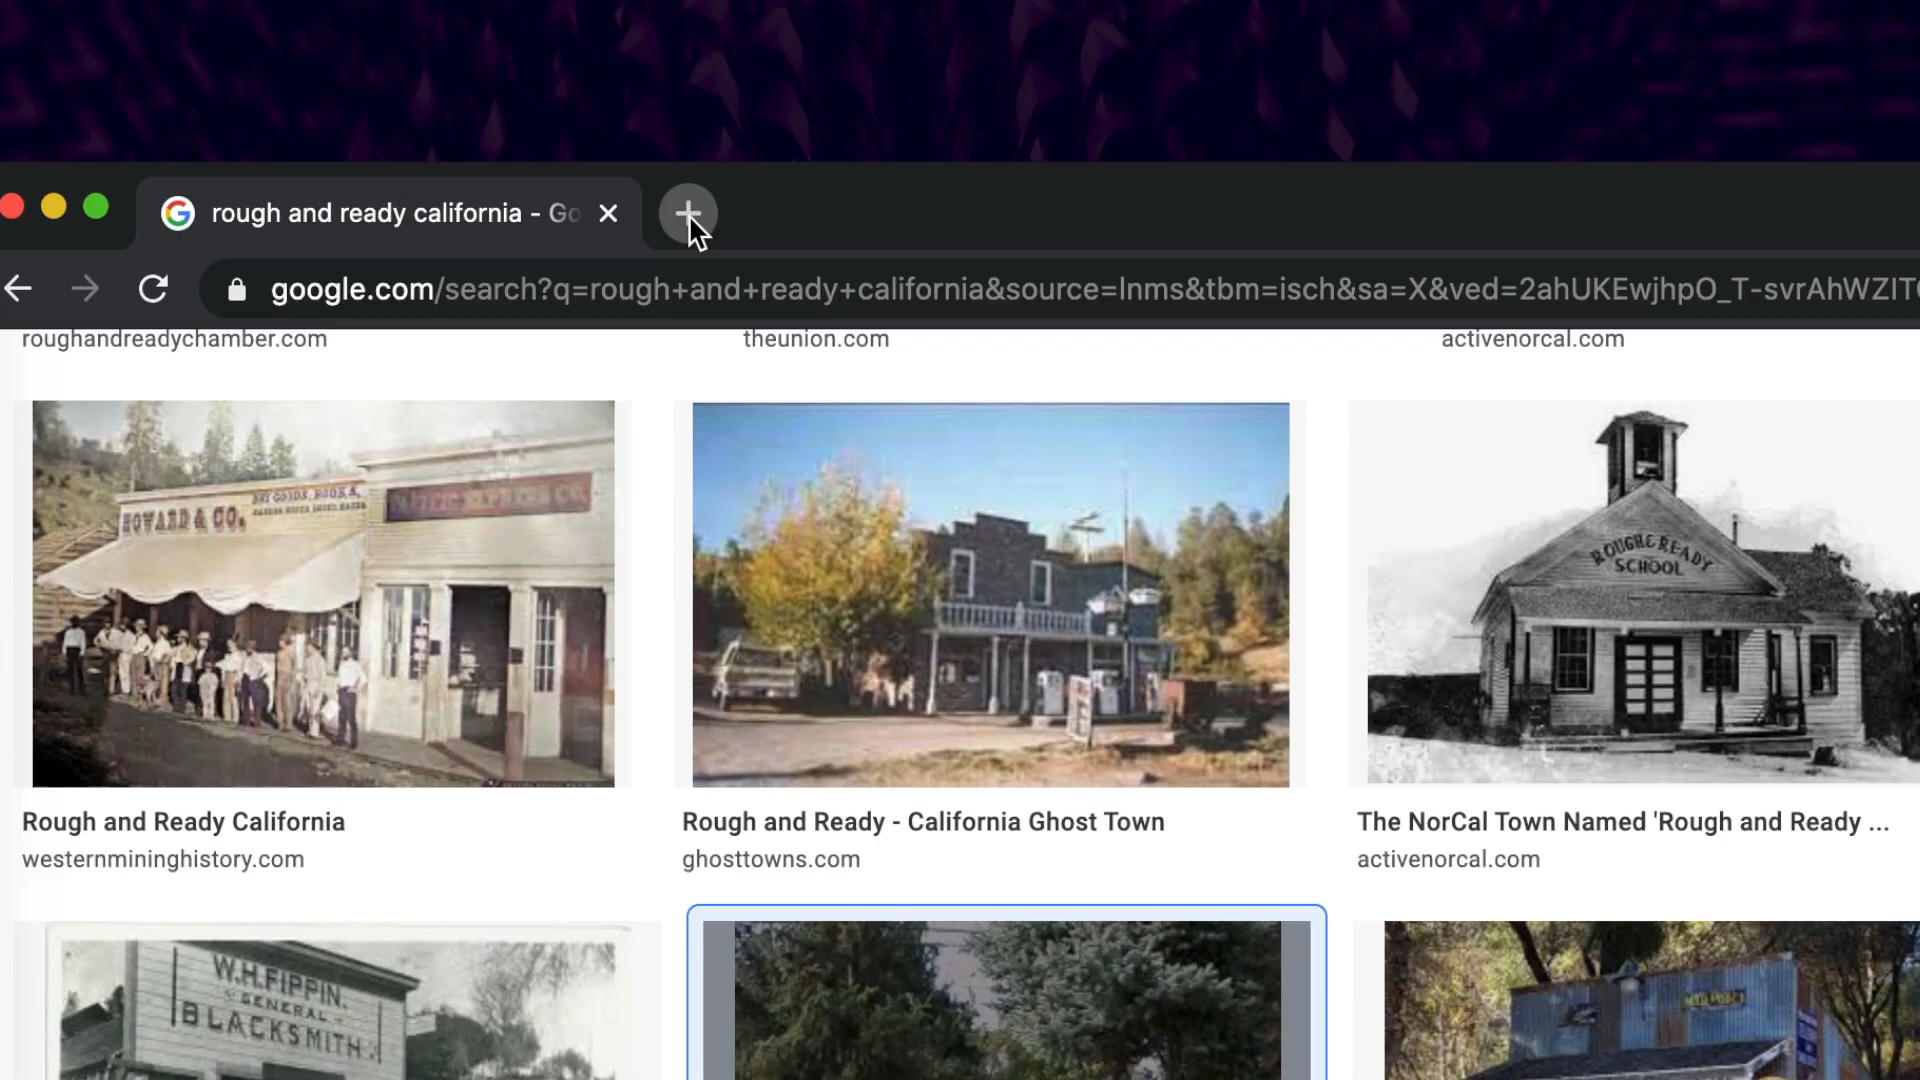 rough and ready california - Go
google.com/search?q=rough+and+ready+california&source=lnms&tbm=isch&sa=X&ved=2ahUKEwjhpO_T-svrAhWZIT
roughandreadychamber.com
theunion.com
activenorcal.com
HOWARD & CO.
DRY GOODS, BOOKS,
ROUGH & READY
SCHOOL
Rough and Ready California
Rough and Ready - California Ghost Town
The NorCal Town Named 'Rough and Ready ...
westernmininghistory.com
ghosttowns.com
activenorcal.com
W.H.FIPPIN.
GENERAL
BLACKSMITH.